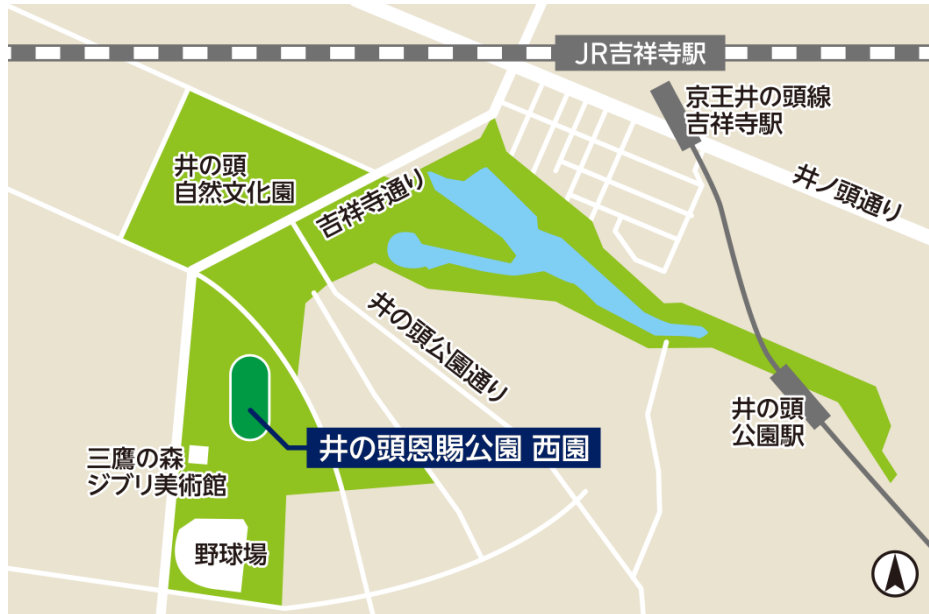 JR吉祥寺駅
京王井の頭線
吉祥寺駅
井の頭
自然文化園
吉祥寺通り
井ノ頭通り
井の頭公園通り
井の頭
公園駅
井の頭恩賜公園 西園
三鷹の森
ジブリ美術館
野球場